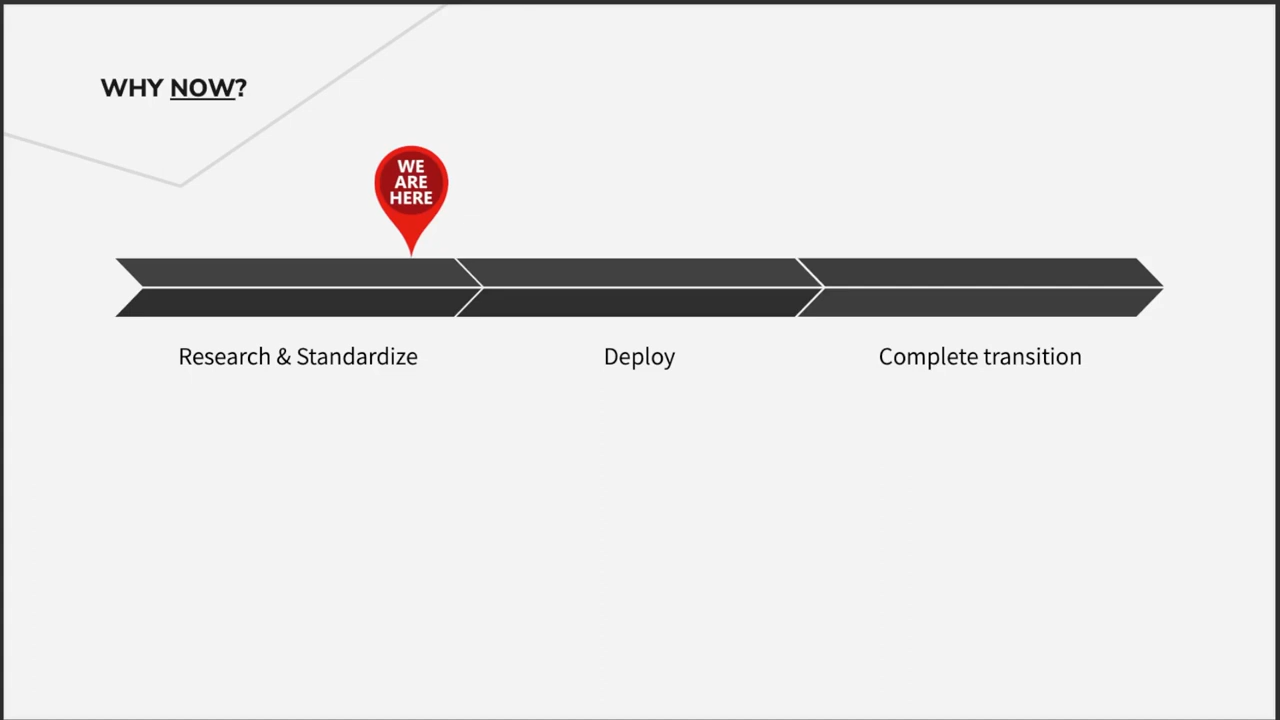 WHY NOW?
WE
ARE
HERE
Research & Standardize
Deploy
Complete transition